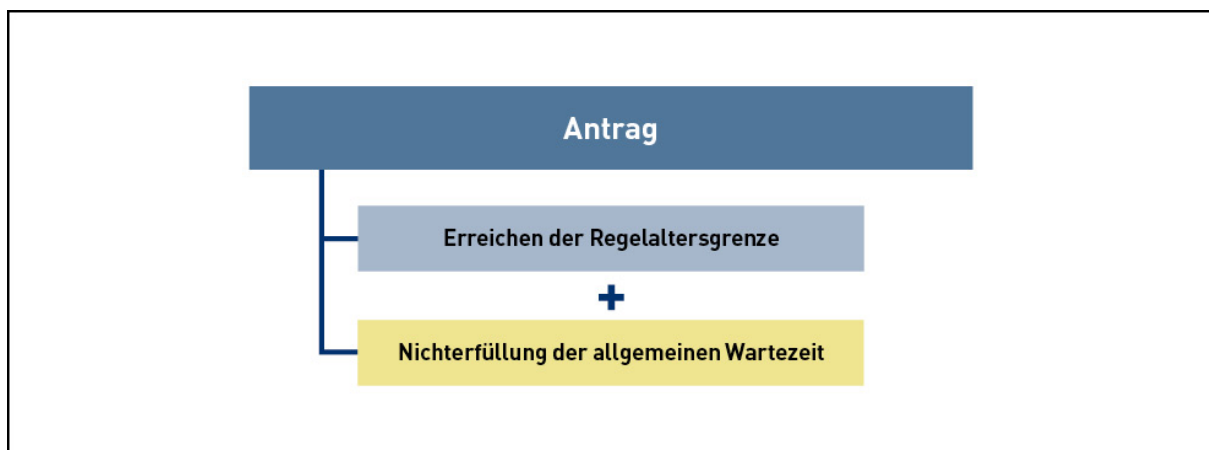 Antrag
Erreichen der Regelaltersgrenze
+
Nichterfüllung der allgemeinen Wartezeit